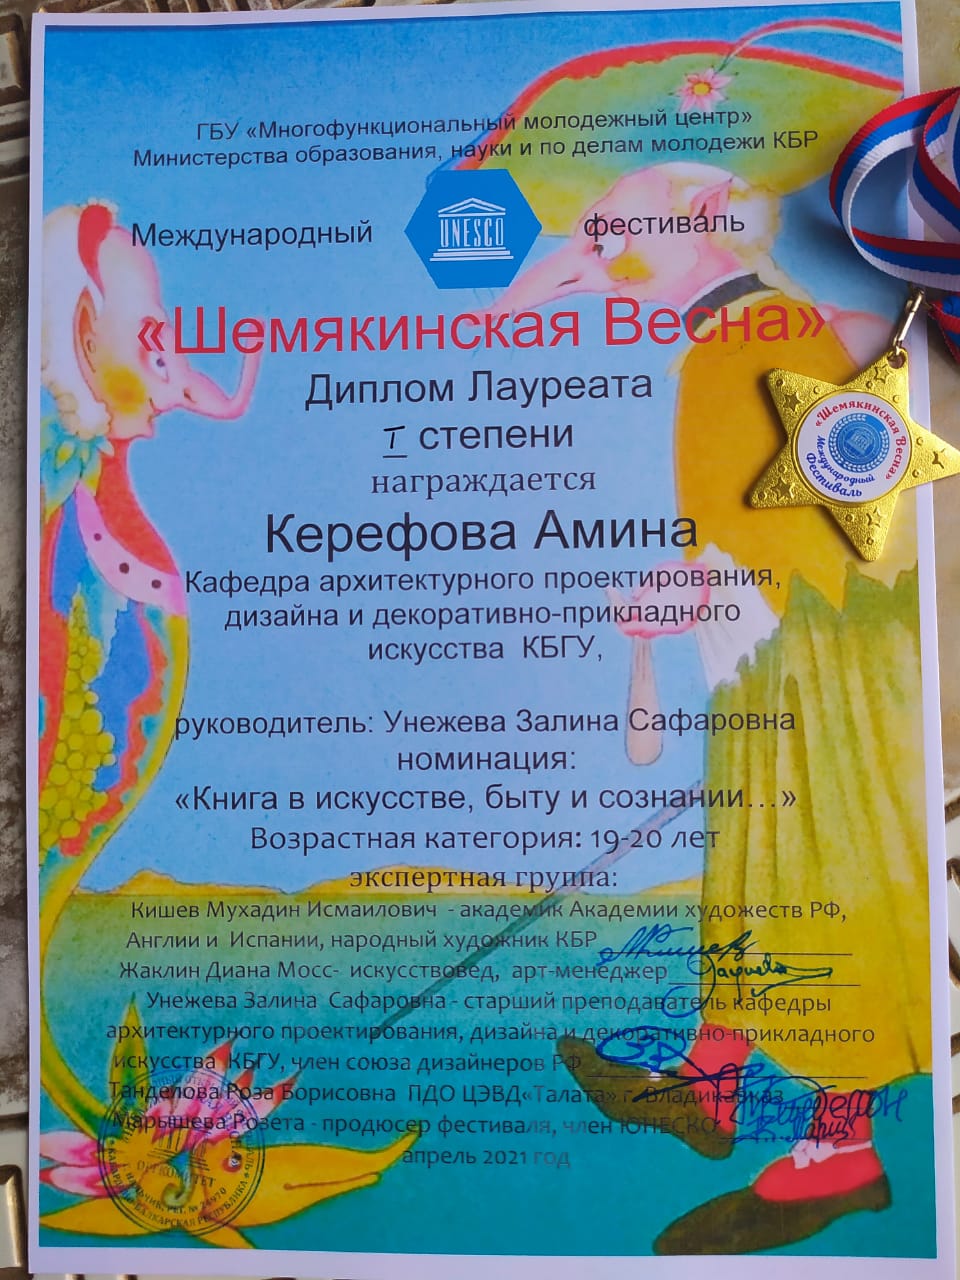 ГБУ «Многофункциональный молодежный центр»
Министерства образования, науки и по делам молодежи КБР
Международный UNESCO фестиваль
«Шемякинская Весна»
Диплом Лауреата
I степени
награждается
Керефова Амина
Кафедра архитектурного проектирования,
дизайна и декоративно-прикладного
искусства КБГУ,
руководитель: Унежева Залина Сафаровна
номинация:
«Книга в искусстве, быту и сознании...»
Возрастная категория: 19-20 лет
экспертная группа:
Кишев Мухадин Исмаилович - академик Академии художеств РФ,
Англии и Испании, народный художник КБР
Жаклин Диана Мосс- искусствовед, арт-менеджер
Унежева Залина Сафаровна - старший преподаватель кафедры
архитектурного проектирования, дизайна и декоративно-прикладного
искусства КБГУ, член союза дизайнеров РФ
Танделова Роза Борисовна ПДО ЦЭВД«Талата» г. Владикавказ
Марышева Розета - продюсер фестиваля, член ЮНЕСКО
апрель 2021 год
«Шемякинская Весна»
Международный
Фестиваль
ОРГКОМИТЕТ
КАБАРДИНО-БАЛКАРСКАЯ РЕСПУБЛИКА